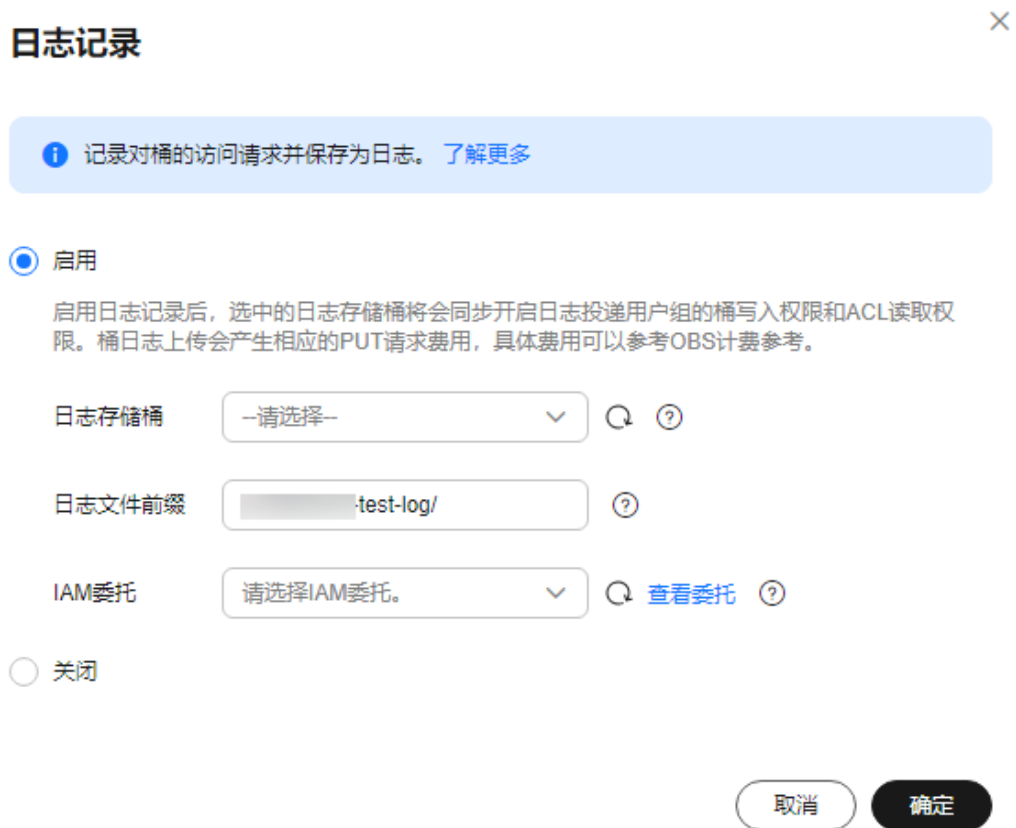 日志记录
记录对桶的访问请求并保存为日志。 了解更多
启用
启用日志记录后，选中的日志存储桶将会同步开启日志投递用户组的桶写入权限和ACL读取权
限。桶日志上传会产生相应的PUT请求费用，具体费用可以参考OBS计费参考。
日志存储桶 --请选择--
日志文件前缀 -test-log/
IAM委托 请选择IAM委托。 查看委托
关闭
取消 确定